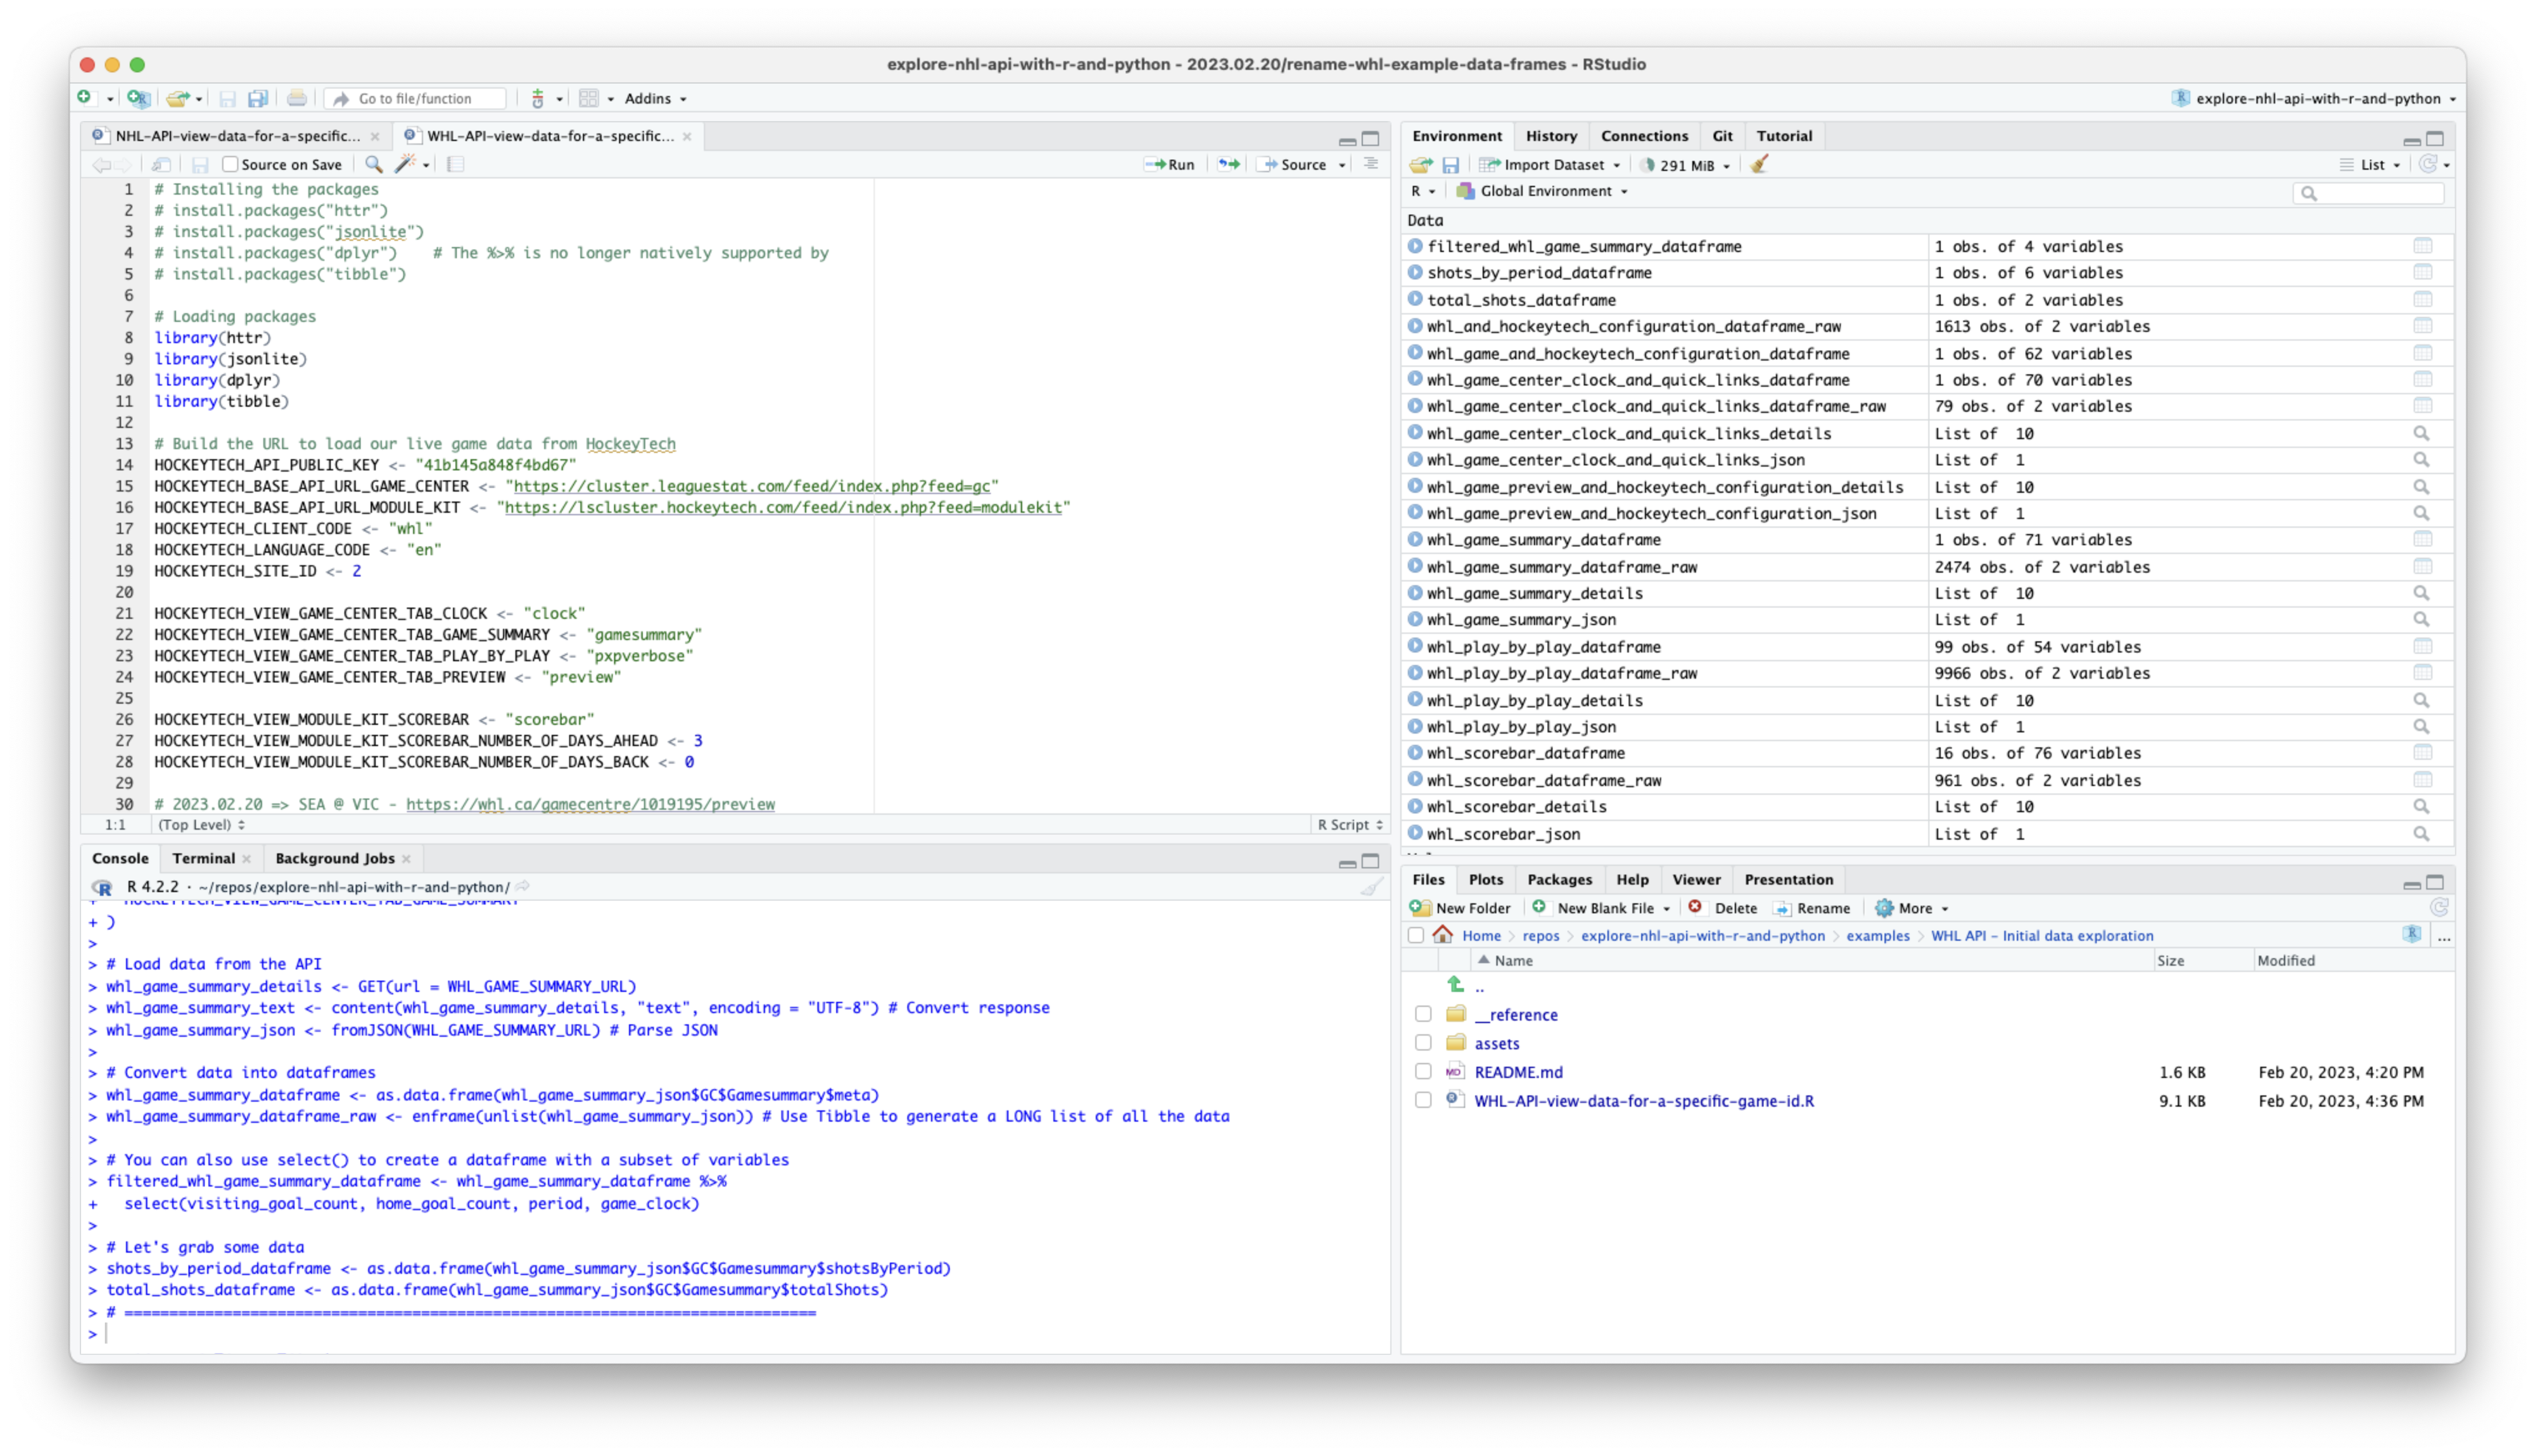 explore-nhl-api-with-r-and-python - 2023.02.20/rename-whl-example-data-frames - RStudio
Go to file/function
Addins
explore-nhl-api-with-r-and-python
NHL-API-view-data-for-a-specific...
WHL-API-view-data-for-a-specific...
Source on Save
Run
Source
1 # Installing the packages
2 # install.packages("httr")
3 # install.packages("jsonlite")
4 # install.packages("dplyr")    # The %>% is no longer natively supported by
5 # install.packages("tibble")
6
7 # Loading packages
8 library(httr)
9 library(jsonlite)
10 library(dplyr)
11 library(tibble)
12
13 # Build the URL to load our live game data from HockeyTech
14 HOCKEYTECH_API_PUBLIC_KEY <- "41b145a848f4bd67"
15 HOCKEYTECH_BASE_API_URL_GAME_CENTER <- "https://cluster.leaguestat.com/feed/index.php?feed=gc"
16 HOCKEYTECH_BASE_API_URL_MODULE_KIT <- "https://lscluster.hockeytech.com/feed/index.php?feed=modulekit"
17 HOCKEYTECH_CLIENT_CODE <- "whl"
18 HOCKEYTECH_LANGUAGE_CODE <- "en"
19 HOCKEYTECH_SITE_ID <- 2
20
21 HOCKEYTECH_VIEW_GAME_CENTER_TAB_CLOCK <- "clock"
22 HOCKEYTECH_VIEW_GAME_CENTER_TAB_GAME_SUMMARY <- "gamesummary"
23 HOCKEYTECH_VIEW_GAME_CENTER_TAB_PLAY_BY_PLAY <- "pxpverbose"
24 HOCKEYTECH_VIEW_GAME_CENTER_TAB_PREVIEW <- "preview"
25
26 HOCKEYTECH_VIEW_MODULE_KIT_SCOREBAR <- "scorebar"
27 HOCKEYTECH_VIEW_MODULE_KIT_SCOREBAR_NUMBER_OF_DAYS_AHEAD <- 3
28 HOCKEYTECH_VIEW_MODULE_KIT_SCOREBAR_NUMBER_OF_DAYS_BACK <- 0
29
30 # 2023.02.20 => SEA @ VIC - https://whl.ca/gamecentre/1019195/preview
1:1 (Top Level) R Script
Console Terminal Background Jobs
R 4.2.2 · ~/repos/explore-nhl-api-with-r-and-python/
+   HOCKEYTECH_VIEW_GAME_CENTER_TAB_GAME_SUMMARY
+ )
>
> # Load data from the API
> whl_game_summary_details <- GET(url = WHL_GAME_SUMMARY_URL)
> whl_game_summary_text <- content(whl_game_summary_details, "text", encoding = "UTF-8") # Convert response
> whl_game_summary_json <- fromJSON(WHL_GAME_SUMMARY_URL) # Parse JSON
>
> # Convert data into dataframes
> whl_game_summary_dataframe <- as.data.frame(whl_game_summary_json$GC$Gamesummary$meta)
> whl_game_summary_dataframe_raw <- enframe(unlist(whl_game_summary_json)) # Use Tibble to generate a LONG list of all the data
>
> # You can also use select() to create a dataframe with a subset of variables
> filtered_whl_game_summary_dataframe <- whl_game_summary_dataframe %>%
+   select(visiting_goal_count, home_goal_count, period, game_clock)
>
> # Let's grab some data
> shots_by_period_dataframe <- as.data.frame(whl_game_summary_json$GC$Gamesummary$shotsByPeriod)
> total_shots_dataframe <- as.data.frame(whl_game_summary_json$GC$Gamesummary$totalShots)
> # =============================================================================
>
Environment History Connections Git Tutorial
Import Dataset 291 MiB List
R Global Environment
Data
filtered_whl_game_summary_dataframe 1 obs. of 4 variables
shots_by_period_dataframe 1 obs. of 6 variables
total_shots_dataframe 1 obs. of 2 variables
whl_and_hockeytech_configuration_dataframe_raw 1613 obs. of 2 variables
whl_game_and_hockeytech_configuration_dataframe 1 obs. of 62 variables
whl_game_center_clock_and_quick_links_dataframe 1 obs. of 70 variables
whl_game_center_clock_and_quick_links_dataframe_raw 79 obs. of 2 variables
whl_game_center_clock_and_quick_links_details List of 10
whl_game_center_clock_and_quick_links_json List of 1
whl_game_preview_and_hockeytech_configuration_details List of 10
whl_game_preview_and_hockeytech_configuration_json List of 1
whl_game_summary_dataframe 1 obs. of 71 variables
whl_game_summary_dataframe_raw 2474 obs. of 2 variables
whl_game_summary_details List of 10
whl_game_summary_json List of 1
whl_play_by_play_dataframe 99 obs. of 54 variables
whl_play_by_play_dataframe_raw 9966 obs. of 2 variables
whl_play_by_play_details List of 10
whl_play_by_play_json List of 1
whl_scorebar_dataframe 16 obs. of 76 variables
whl_scorebar_dataframe_raw 961 obs. of 2 variables
whl_scorebar_details List of 10
whl_scorebar_json List of 1
Files Plots Packages Help Viewer Presentation
New Folder New Blank File Delete Rename More
Home repos explore-nhl-api-with-r-and-python examples WHL API - Initial data exploration ...
Name Size Modified
..
__reference
assets
README.md 1.6 KB Feb 20, 2023, 4:20 PM
WHL-API-view-data-for-a-specific-game-id.R 9.1 KB Feb 20, 2023, 4:36 PM